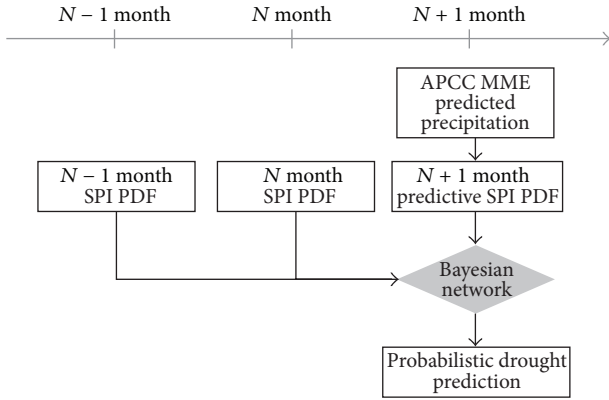 N − 1 month
N month
N + 1 month
APCC MME
predicted
precipitation
N − 1 month
SPI PDF
N month
SPI PDF
N + 1 month
predictive SPI PDF
Bayesian
network
Probabilistic drought
prediction